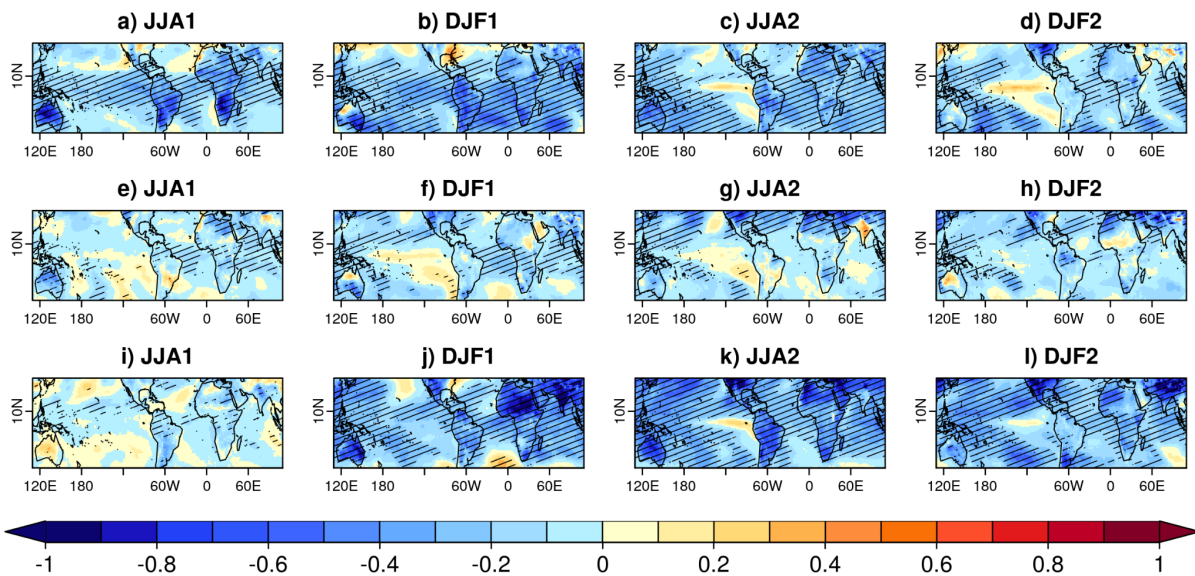 a) JJA1 b) DJF1 c) JJA2 d) DJF2
10N 10N 10N 10N
120E 180 60W 0 60E 120E 180 60W 0 60E 120E 180 60W 0 60E 120E 180 60W 0 60E
e) JJA1 f) DJF1 g) JJA2 h) DJF2
10N 10N 10N 10N
120E 180 60W 0 60E 120E 180 60W 0 60E 120E 180 60W 0 60E 120E 180 60W 0 60E
i) JJA1 j) DJF1 k) JJA2 l) DJF2
10N 10N 10N 10N
120E 180 60W 0 60E 120E 180 60W 0 60E 120E 180 60W 0 60E 120E 180 60W 0 60E
-1 -0.8 -0.6 -0.4 -0.2 0 0.2 0.4 0.6 0.8 1